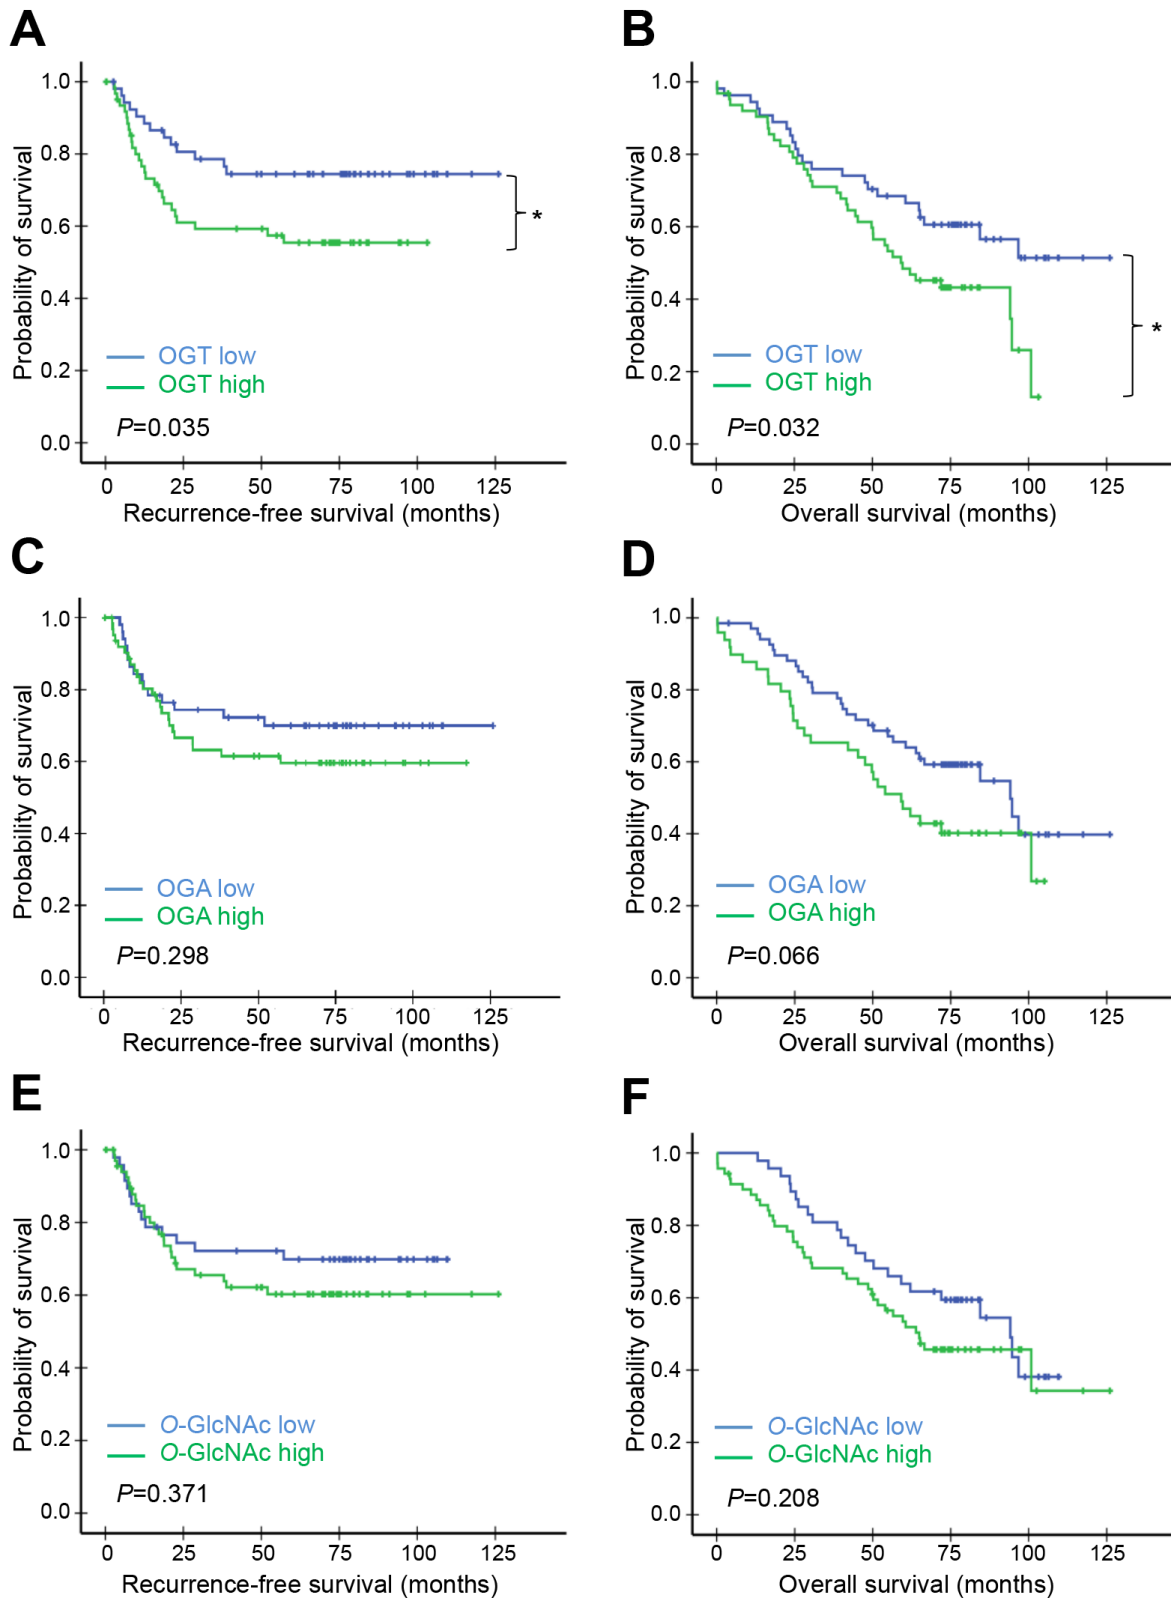 A
Probability of survival
1.0
0.8
0.6
0.4
0.2
0.0
*
OGT low
OGT high
P=0.035
0 25 50 75 100 125
Recurrence-free survival (months)
B
Probability of survival
1.0
0.8
0.6
0.4
0.2
0.0
*
OGT low
OGT high
P=0.032
0 25 50 75 100 125
Overall survival (months)
C
Probability of survival
1.0
0.8
0.6
0.4
0.2
0.0
OGA low
OGA high
P=0.298
0 25 50 75 100 125
Recurrence-free survival (months)
D
Probability of survival
1.0
0.8
0.6
0.4
0.2
0.0
OGA low
OGA high
P=0.066
0 25 50 75 100 125
Overall survival (months)
E
Probability of survival
1.0
0.8
0.6
0.4
0.2
0.0
O-GlcNAc low
O-GlcNAc high
P=0.371
0 25 50 75 100 125
Recurrence-free survival (months)
F
Probability of survival
1.0
0.8
0.6
0.4
0.2
0.0
O-GlcNAc low
O-GlcNAc high
P=0.208
0 25 50 75 100 125
Overall survival (months)